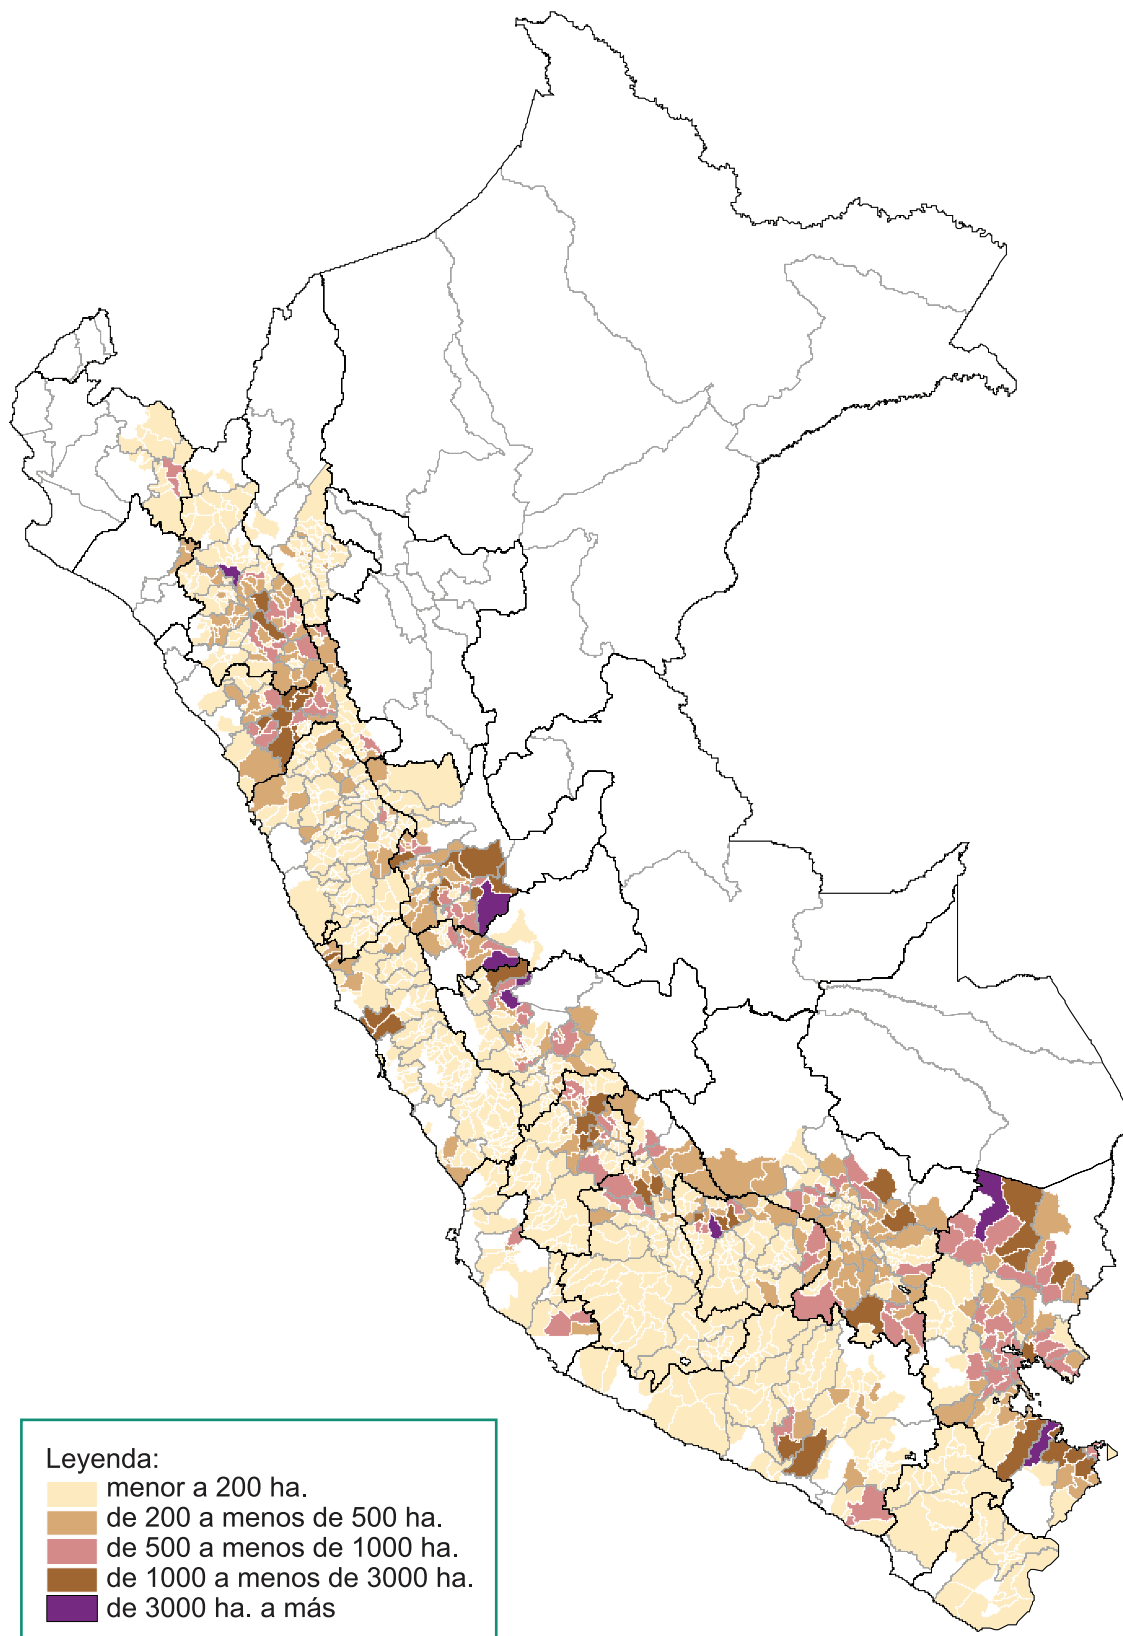 Leyenda:
menor a 200 ha.
de 200 a menos de 500 ha.
de 500 a menos de 1000 ha.
de 1000 a menos de 3000 ha.
de 3000 ha. a más